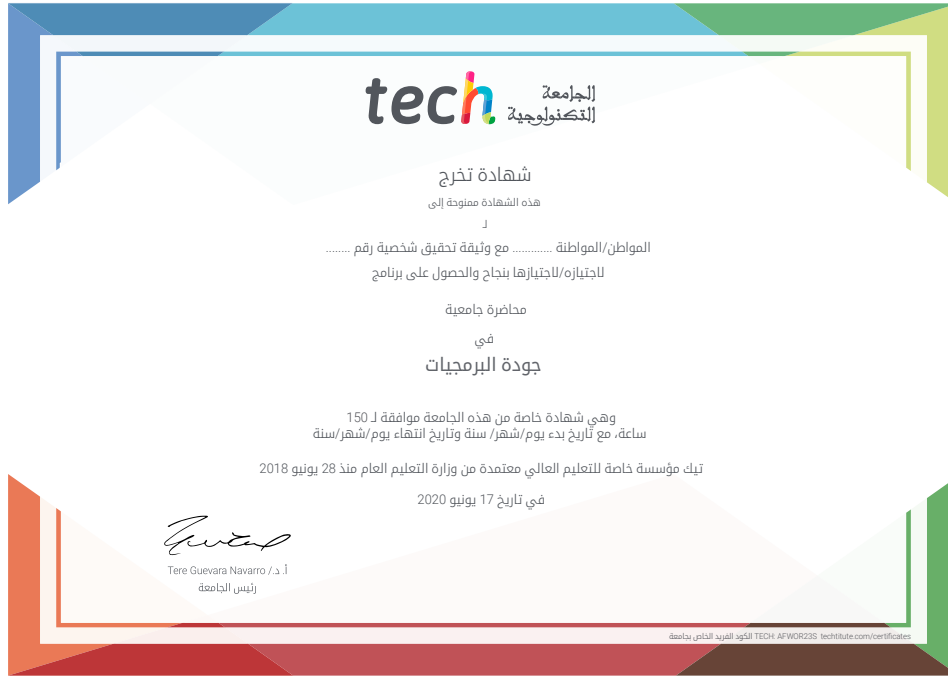 tech الجامعة
التكنولوجية
شهادة تخرج
هذه الشهادة ممنوحة إلى
لـ
المواطن/المواطنة ............. مع وثيقة تحقيق شخصية رقم ........
لاجتيازه/لاجتيازها بنجاح والحصول على برنامج
محاضرة جامعية
في
جودة البرمجيات
وهي شهادة خاصة من هذه الجامعة موافقة لـ 150
ساعة، مع تاريخ بدء يوم/شهر/ سنة وتاريخ انتهاء يوم/شهر/سنة
تيك مؤسسة خاصة للتعليم العالي معتمدة من وزارة التعليم العام منذ 28 يونيو 2018
في تاريخ 17 يونيو 2020
أ. د./ Tere Guevara Navarro
رئيس الجامعة
الكود الفريد الخاص بجامعة TECH: AFWOR23S techtitute.com/certificates